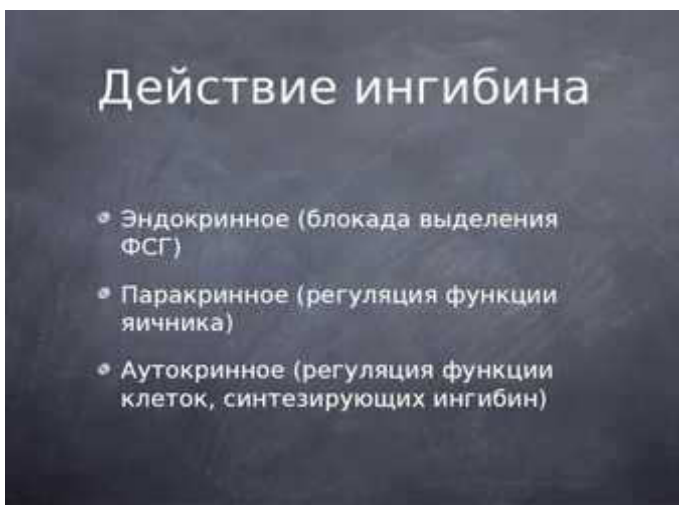 Действие ингибина
Эндокринное (блокада выделения
ФСГ)
Паракринное (регуляция функции
яичника)
Аутокринное (регуляция функции
клеток, синтезирующих ингибин)